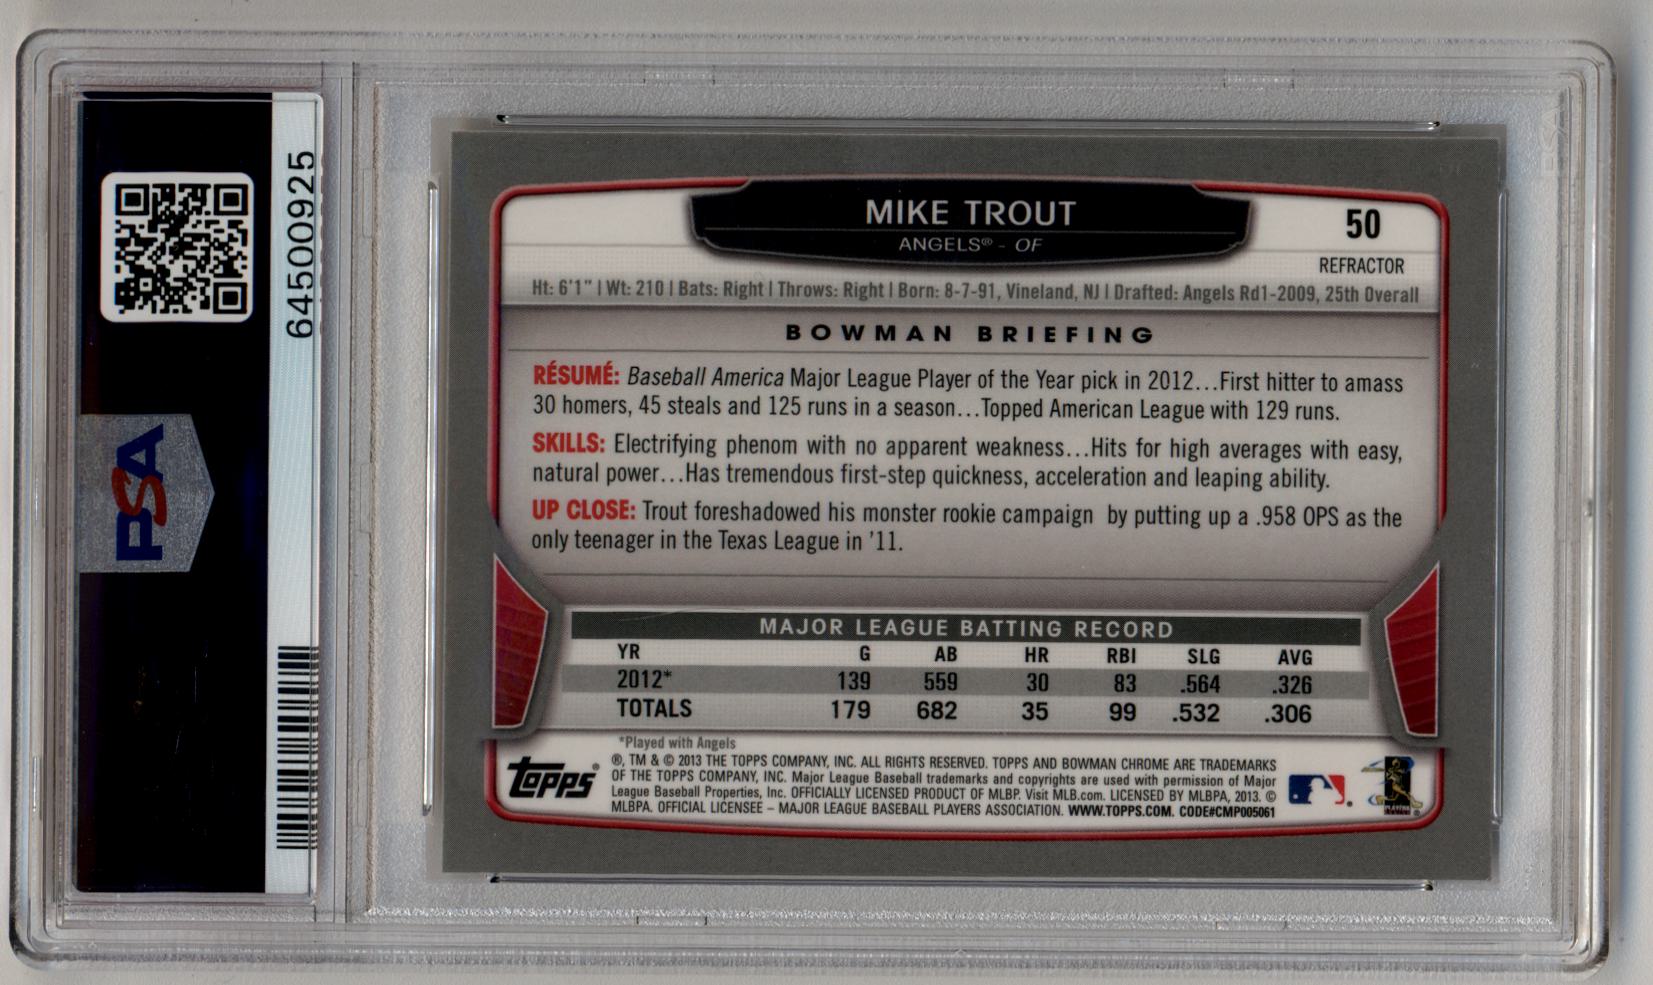 64500925
PSA
MIKE TROUT
ANGELS® - OF
50
REFRACTOR
Ht: 6'1" | Wt: 210 | Bats: Right | Throws: Right | Born: 8-7-91, Vineland, NJ | Drafted: Angels Rd1-2009, 25th Overall
BOWMAN BRIEFING
RÉSUMÉ: Baseball America Major League Player of the Year pick in 2012...First hitter to amass
30 homers, 45 steals and 125 runs in a season...Topped American League with 129 runs.
SKILLS: Electrifying phenom with no apparent weakness...Hits for high averages with easy,
natural power...Has tremendous first-step quickness, acceleration and leaping ability.
UP CLOSE: Trout foreshadowed his monster rookie campaign by putting up a .958 OPS as the
only teenager in the Texas League in '11.
MAJOR LEAGUE BATTING RECORD
YR G AB HR RBI SLG AVG
2012* 139 559 30 83 .564 .326
TOTALS 179 682 35 99 .532 .306
*Played with Angels
topps®
®, TM & © 2013 THE TOPPS COMPANY, INC. ALL RIGHTS RESERVED. TOPPS AND BOWMAN CHROME ARE TRADEMARKS
OF THE TOPPS COMPANY, INC. Major League Baseball trademarks and copyrights are used with permission of Major
League Baseball Properties, Inc. OFFICIALLY LICENSED PRODUCT OF MLBP. Visit MLB.com. LICENSED BY MLBPA, 2013. ©
MLBPA. OFFICIAL LICENSEE – MAJOR LEAGUE BASEBALL PLAYERS ASSOCIATION. WWW.TOPPS.COM. CODE#CMP005061